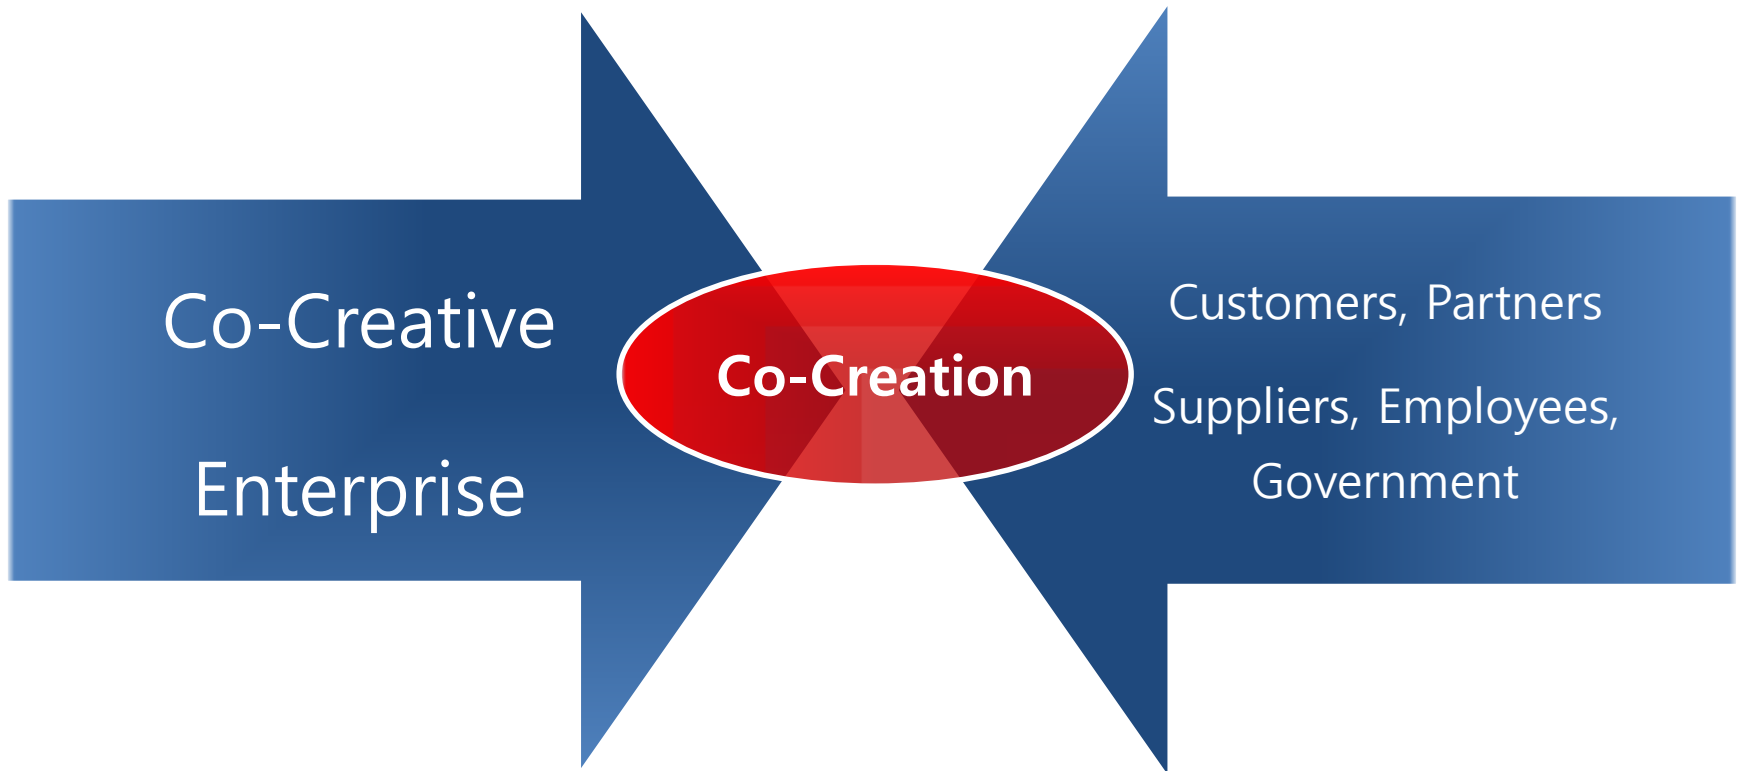 Co-Creative
Enterprise
Co-Creation
Customers, Partners
Suppliers, Employees,
Government